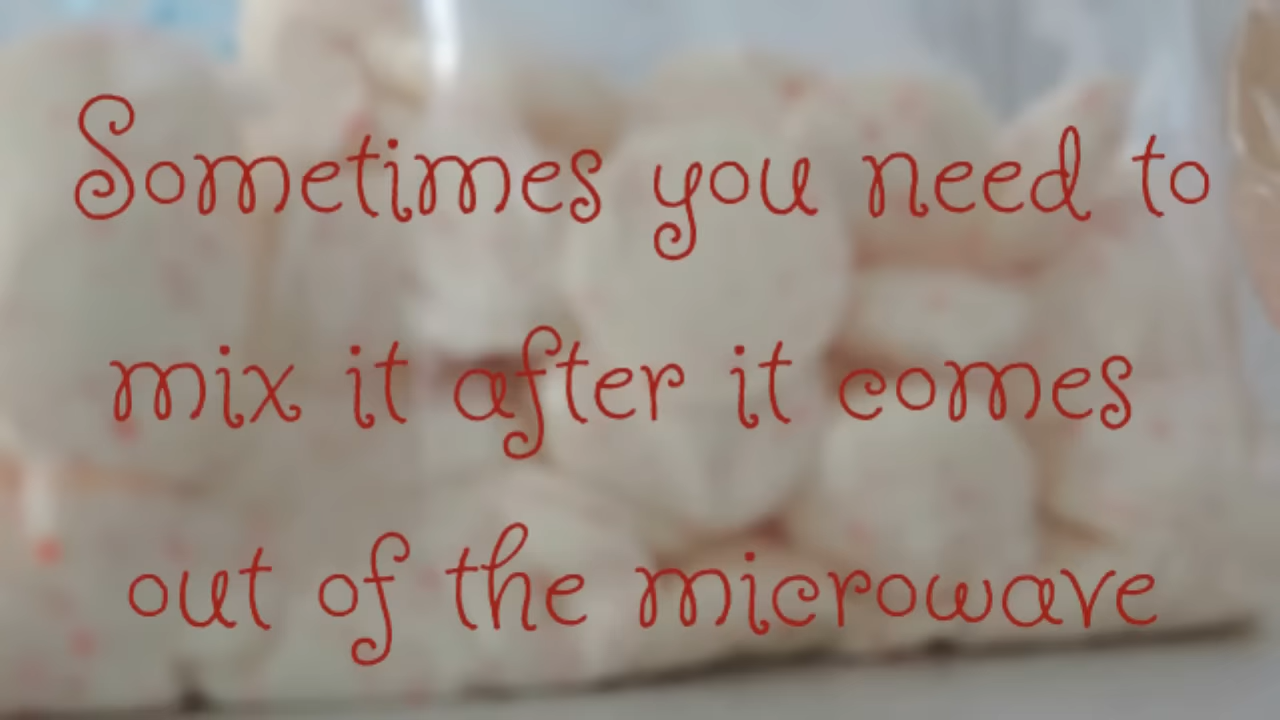 Sometimes you need to
mix it after it comes
out of the microwave